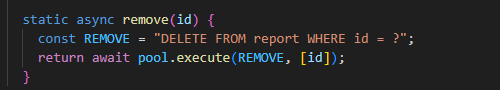 static async remove(id) {
const REMOVE = "DELETE FROM report WHERE id = ?";
return await pool.execute(REMOVE, [id]);
}